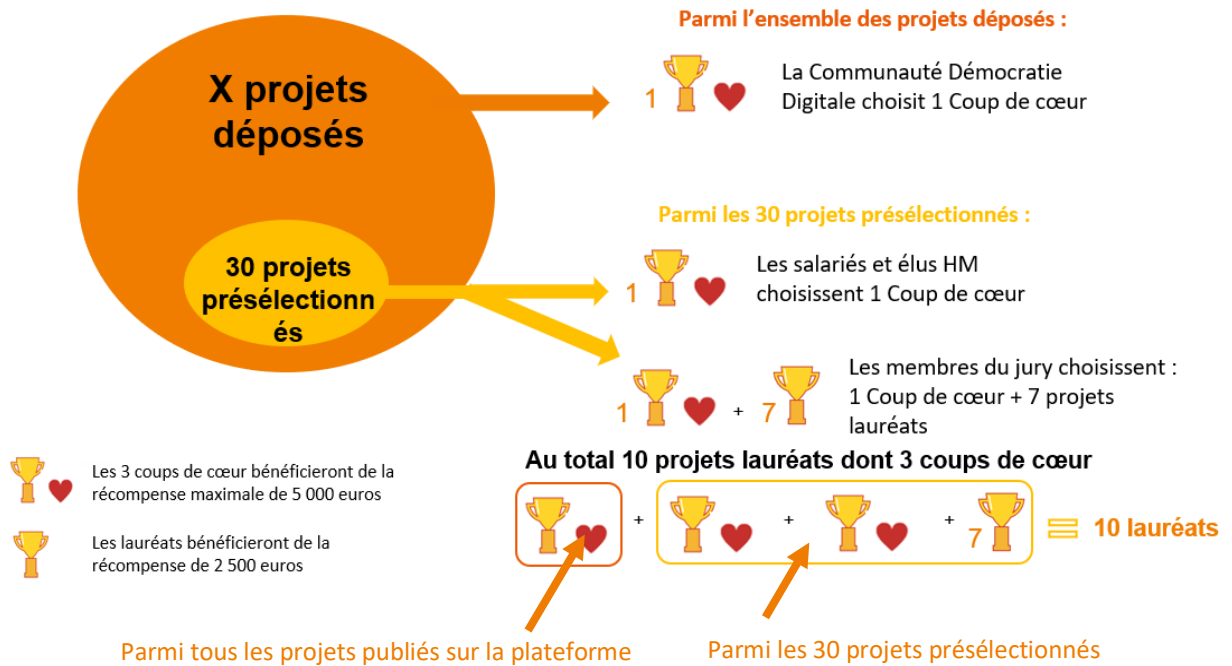 X projets
déposés
30 projets
présélectionn
és
Parmi l'ensemble des projets déposés :
1
La Communauté Démocratie
Digitale choisit 1 Coup de cœur
Parmi les 30 projets présélectionnés :
1
Les salariés et élus HM
choisissent 1 Coup de cœur
1 + 7
Les membres du jury choisissent :
1 Coup de cœur + 7 projets
lauréats
Les 3 coups de cœur bénéficieront de la
récompense maximale de 5 000 euros
Les lauréats bénéficieront de la
récompense de 2 500 euros
Au total 10 projets lauréats dont 3 coups de cœur
+ + + 7 = 10 lauréats
Parmi tous les projets publiés sur la plateforme
Parmi les 30 projets présélectionnés